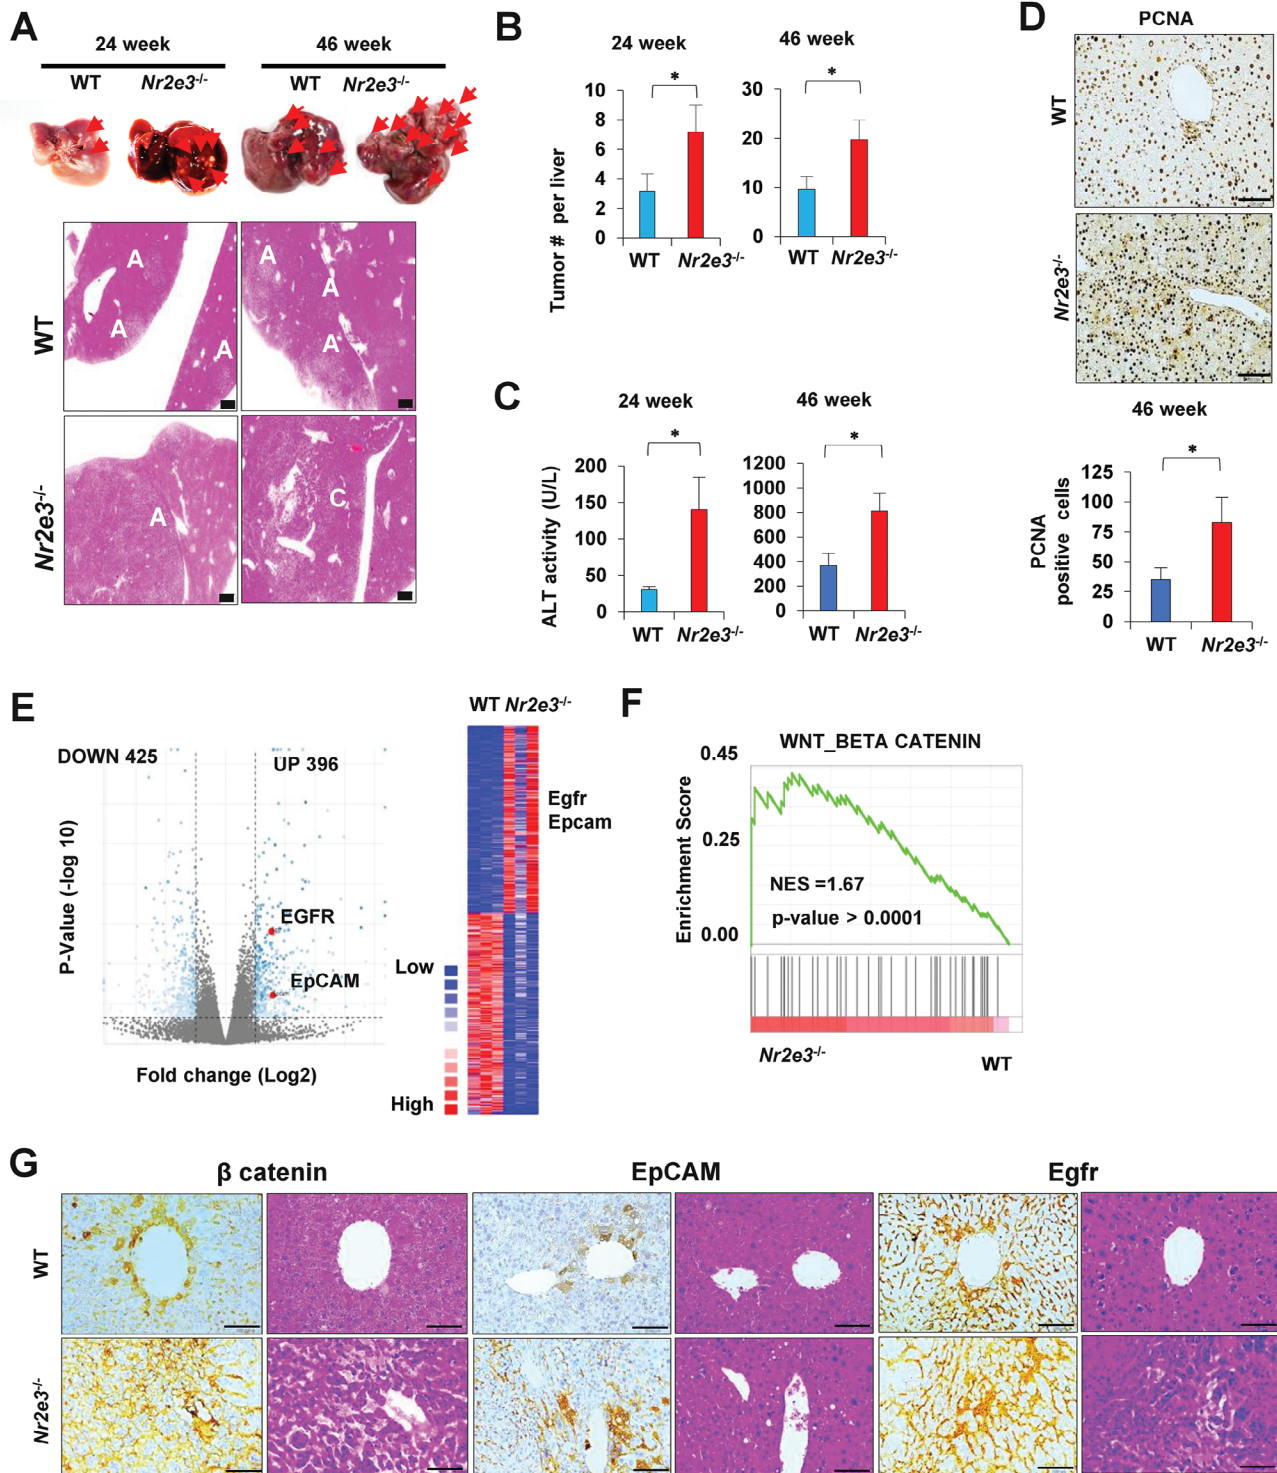 A
24 week
46 week
WT
Nr2e3-/-
WT
Nr2e3-/-
WT
A
A
A
A
A
A
Nr2e3-/-
A
C
B
24 week
46 week
Tumor # per liver
10
8
6
4
2
0
*
WT
Nr2e3-/-
30
20
10
0
*
WT
Nr2e3-/-
C
24 week
46 week
ALT activity (U/L)
200
150
100
50
0
*
WT
Nr2e3-/-
1200
1000
800
600
400
200
0
*
WT
Nr2e3-/-
D
PCNA
WT
Nr2e3-/-
46 week
PCNA
positive cells
125
100
75
50
25
0
*
WT
Nr2e3-/-
E
DOWN 425
UP 396
P-Value (-log 10)
EGFR
EpCAM
Fold change (Log2)
WT Nr2e3-/-
Egfr
Epcam
Low
High
F
WNT_BETA CATENIN
Enrichment Score
0.45
0.25
0.00
NES =1.67
p-value > 0.0001
Nr2e3-/-
WT
G
β catenin
EpCAM
Egfr
WT
Nr2e3-/-